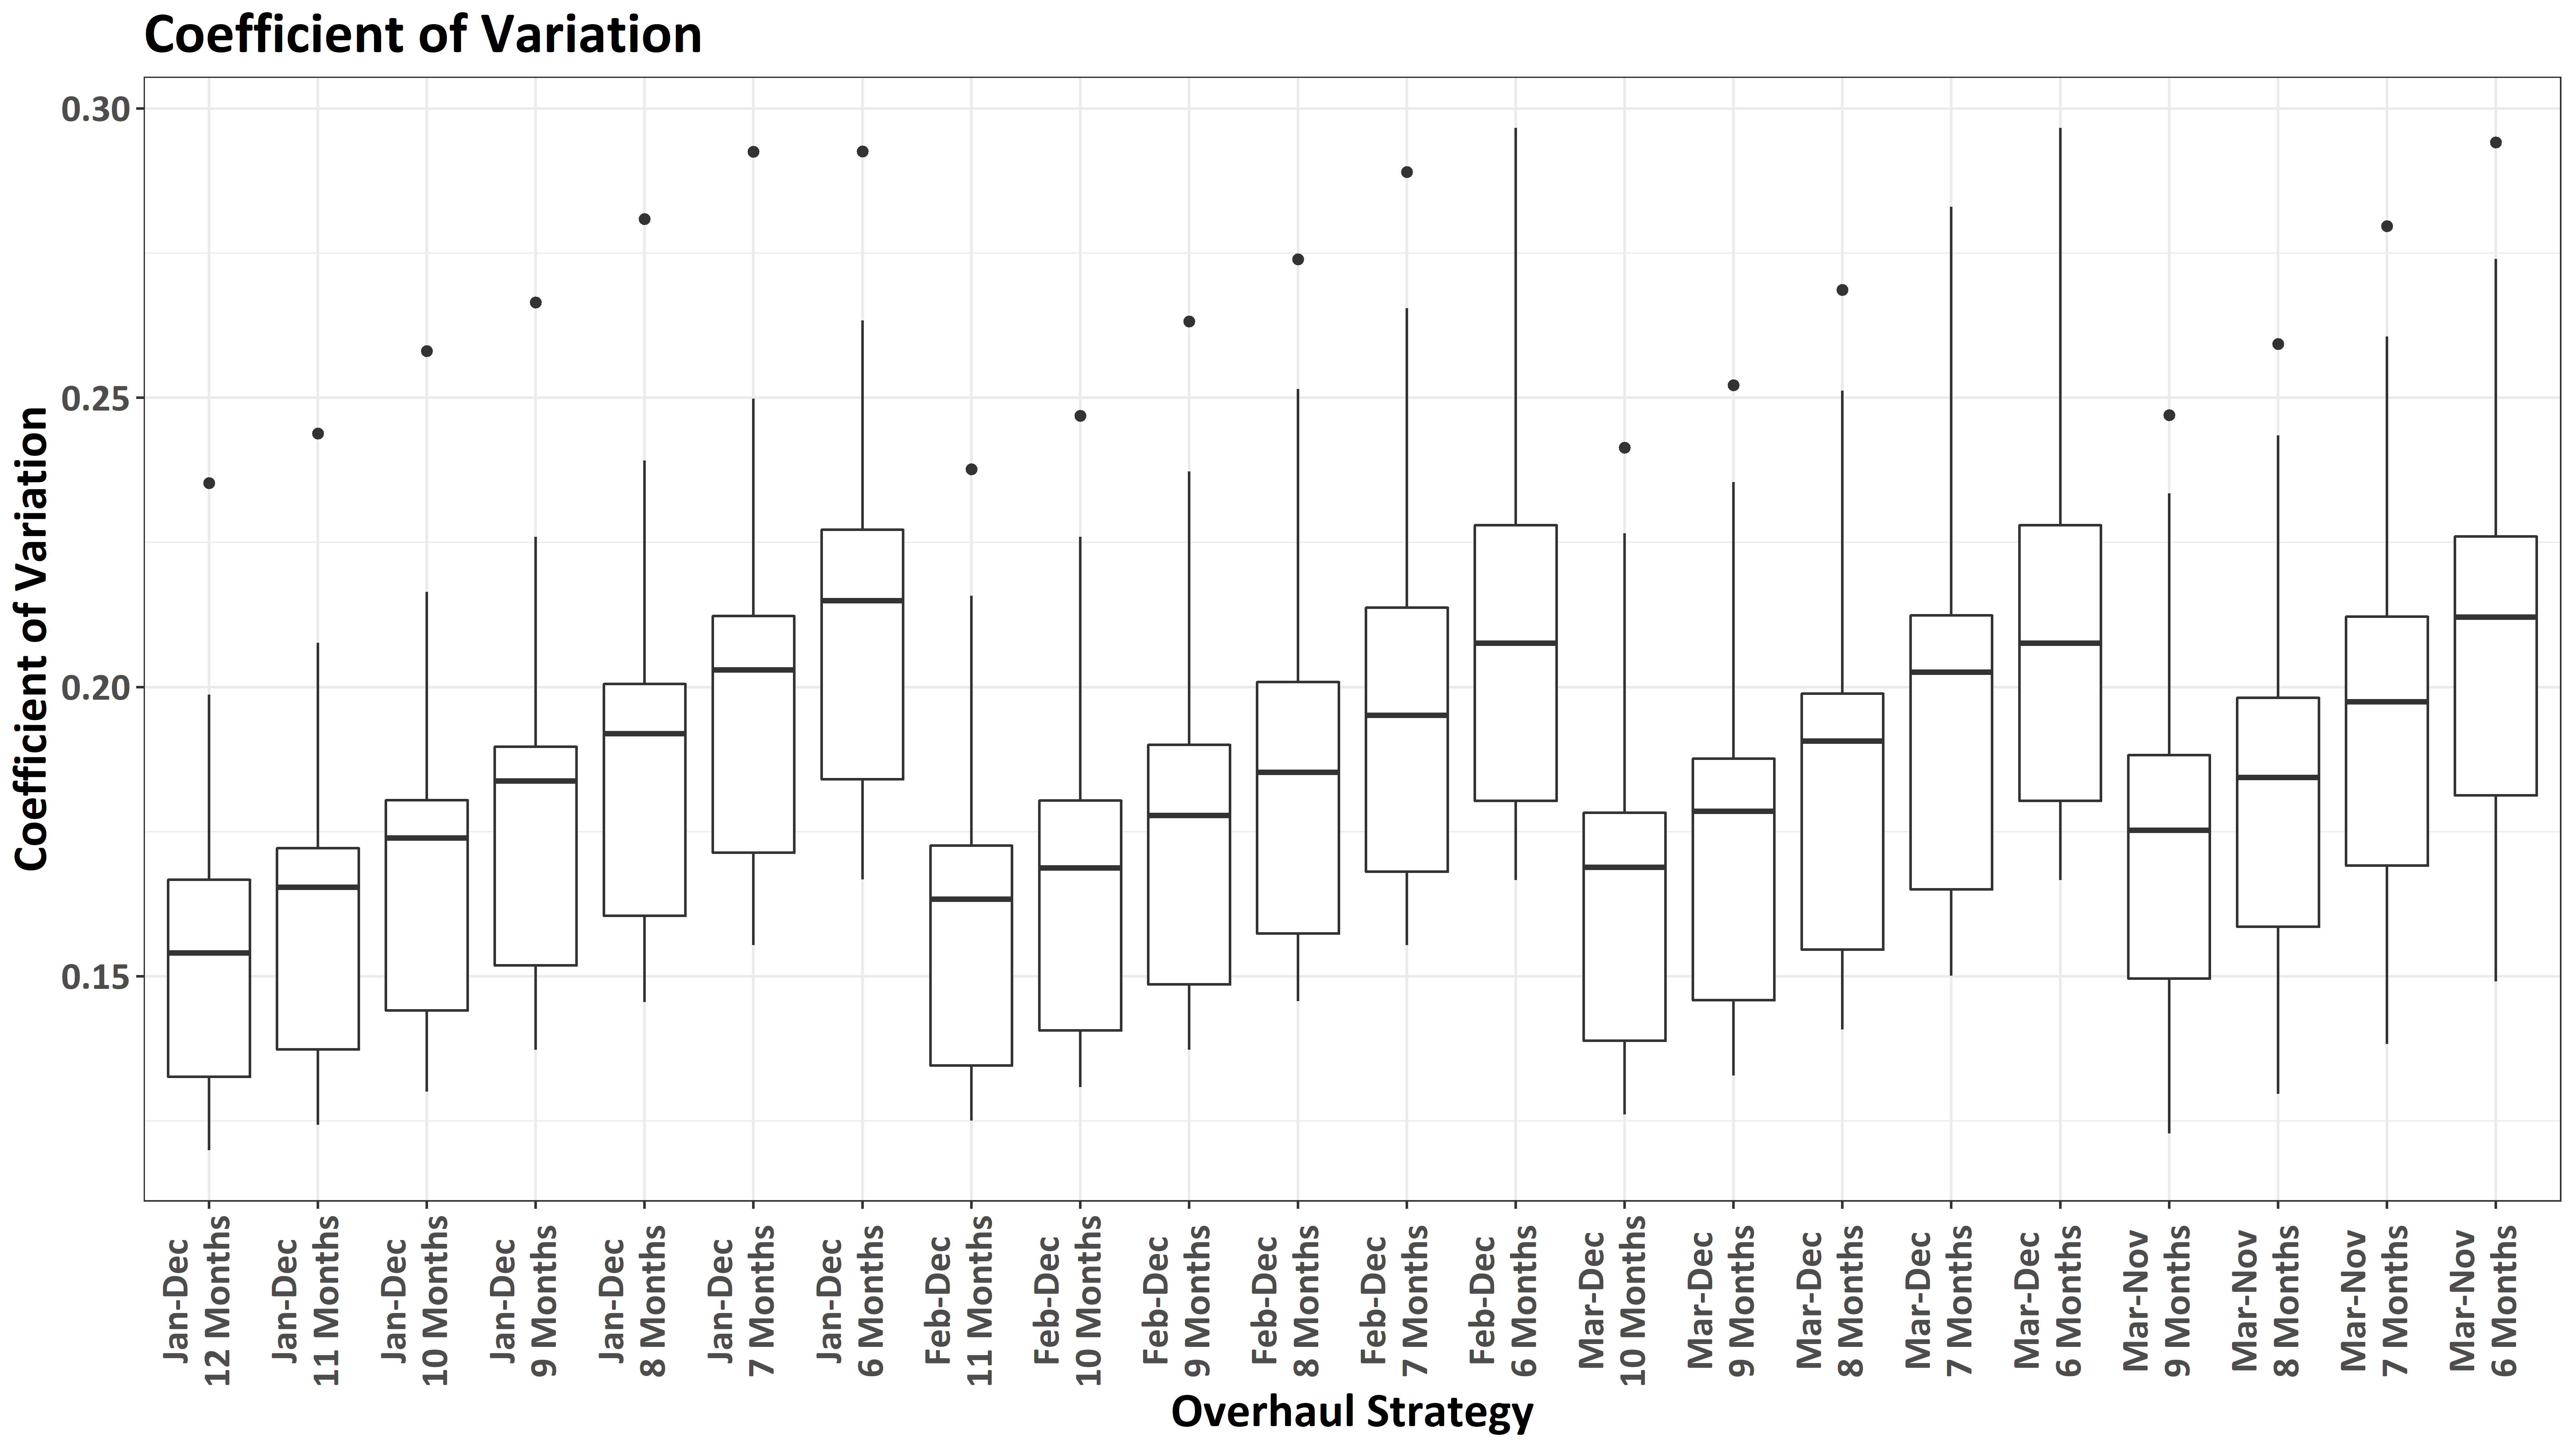 Coefficient of Variation
Coefficient of Variation
0.30
0.25
0.20
0.15
Jan-Dec
12 Months
Jan-Dec
11 Months
Jan-Dec
10 Months
Jan-Dec
9 Months
Jan-Dec
8 Months
Jan-Dec
7 Months
Jan-Dec
6 Months
Feb-Dec
11 Months
Feb-Dec
10 Months
Feb-Dec
9 Months
Feb-Dec
8 Months
Feb-Dec
7 Months
Feb-Dec
6 Months
Mar-Dec
10 Months
Mar-Dec
9 Months
Mar-Dec
8 Months
Mar-Dec
7 Months
Mar-Dec
6 Months
Mar-Nov
9 Months
Mar-Nov
8 Months
Mar-Nov
7 Months
Mar-Nov
6 Months
Overhaul Strategy